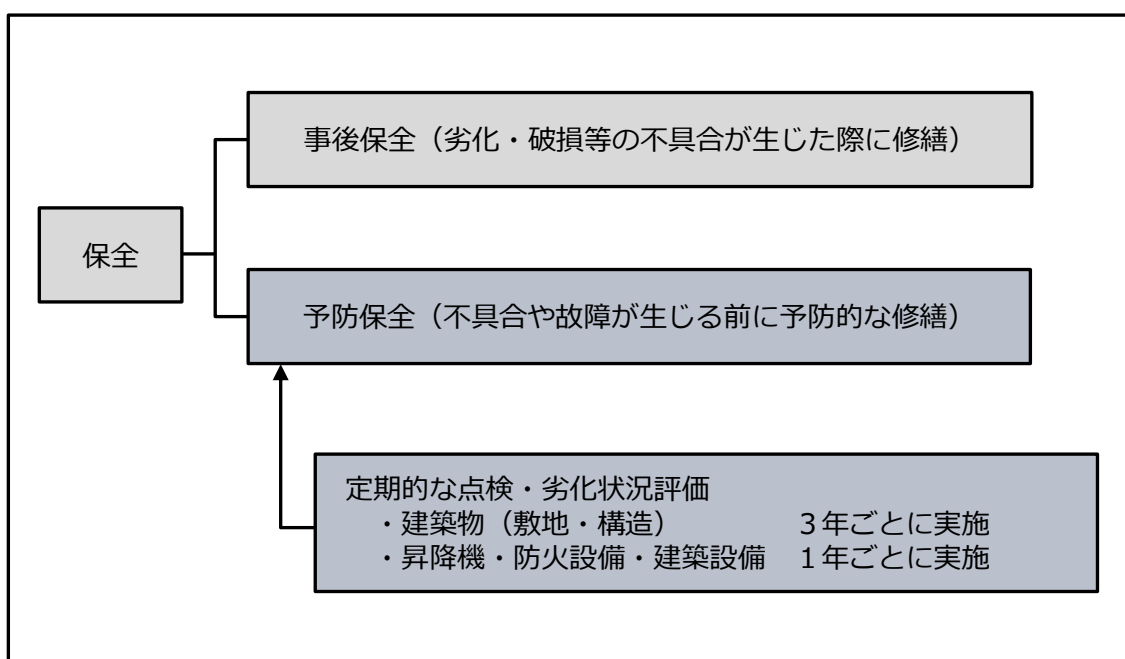 事後保全（劣化・破損等の不具合が生じた際に修繕）
保全
予防保全（不具合や故障が生じる前に予防的な修繕）
定期的な点検・劣化状況評価
・建築物（敷地・構造）　３年ごとに実施
・昇降機・防火設備・建築設備　１年ごとに実施